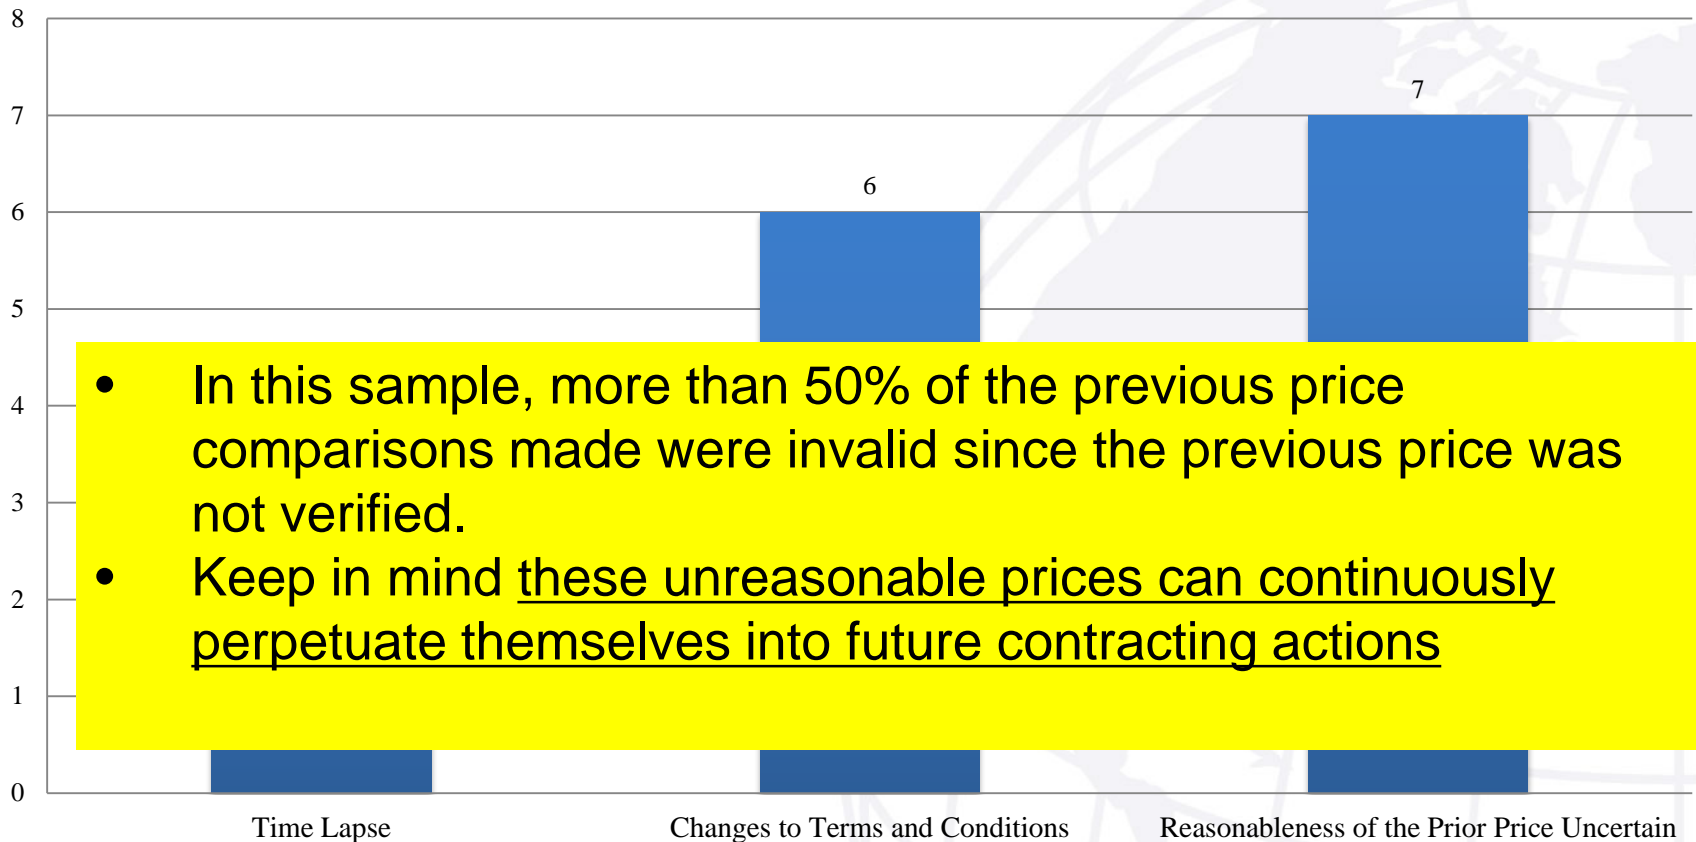 8
7
7
6
6
5
4
3
2
1
0
• In this sample, more than 50% of the previous price
comparisons made were invalid since the previous price was
not verified.
• Keep in mind these unreasonable prices can continuously
perpetuate themselves into future contracting actions
Time Lapse
Changes to Terms and Conditions
Reasonableness of the Prior Price Uncertain